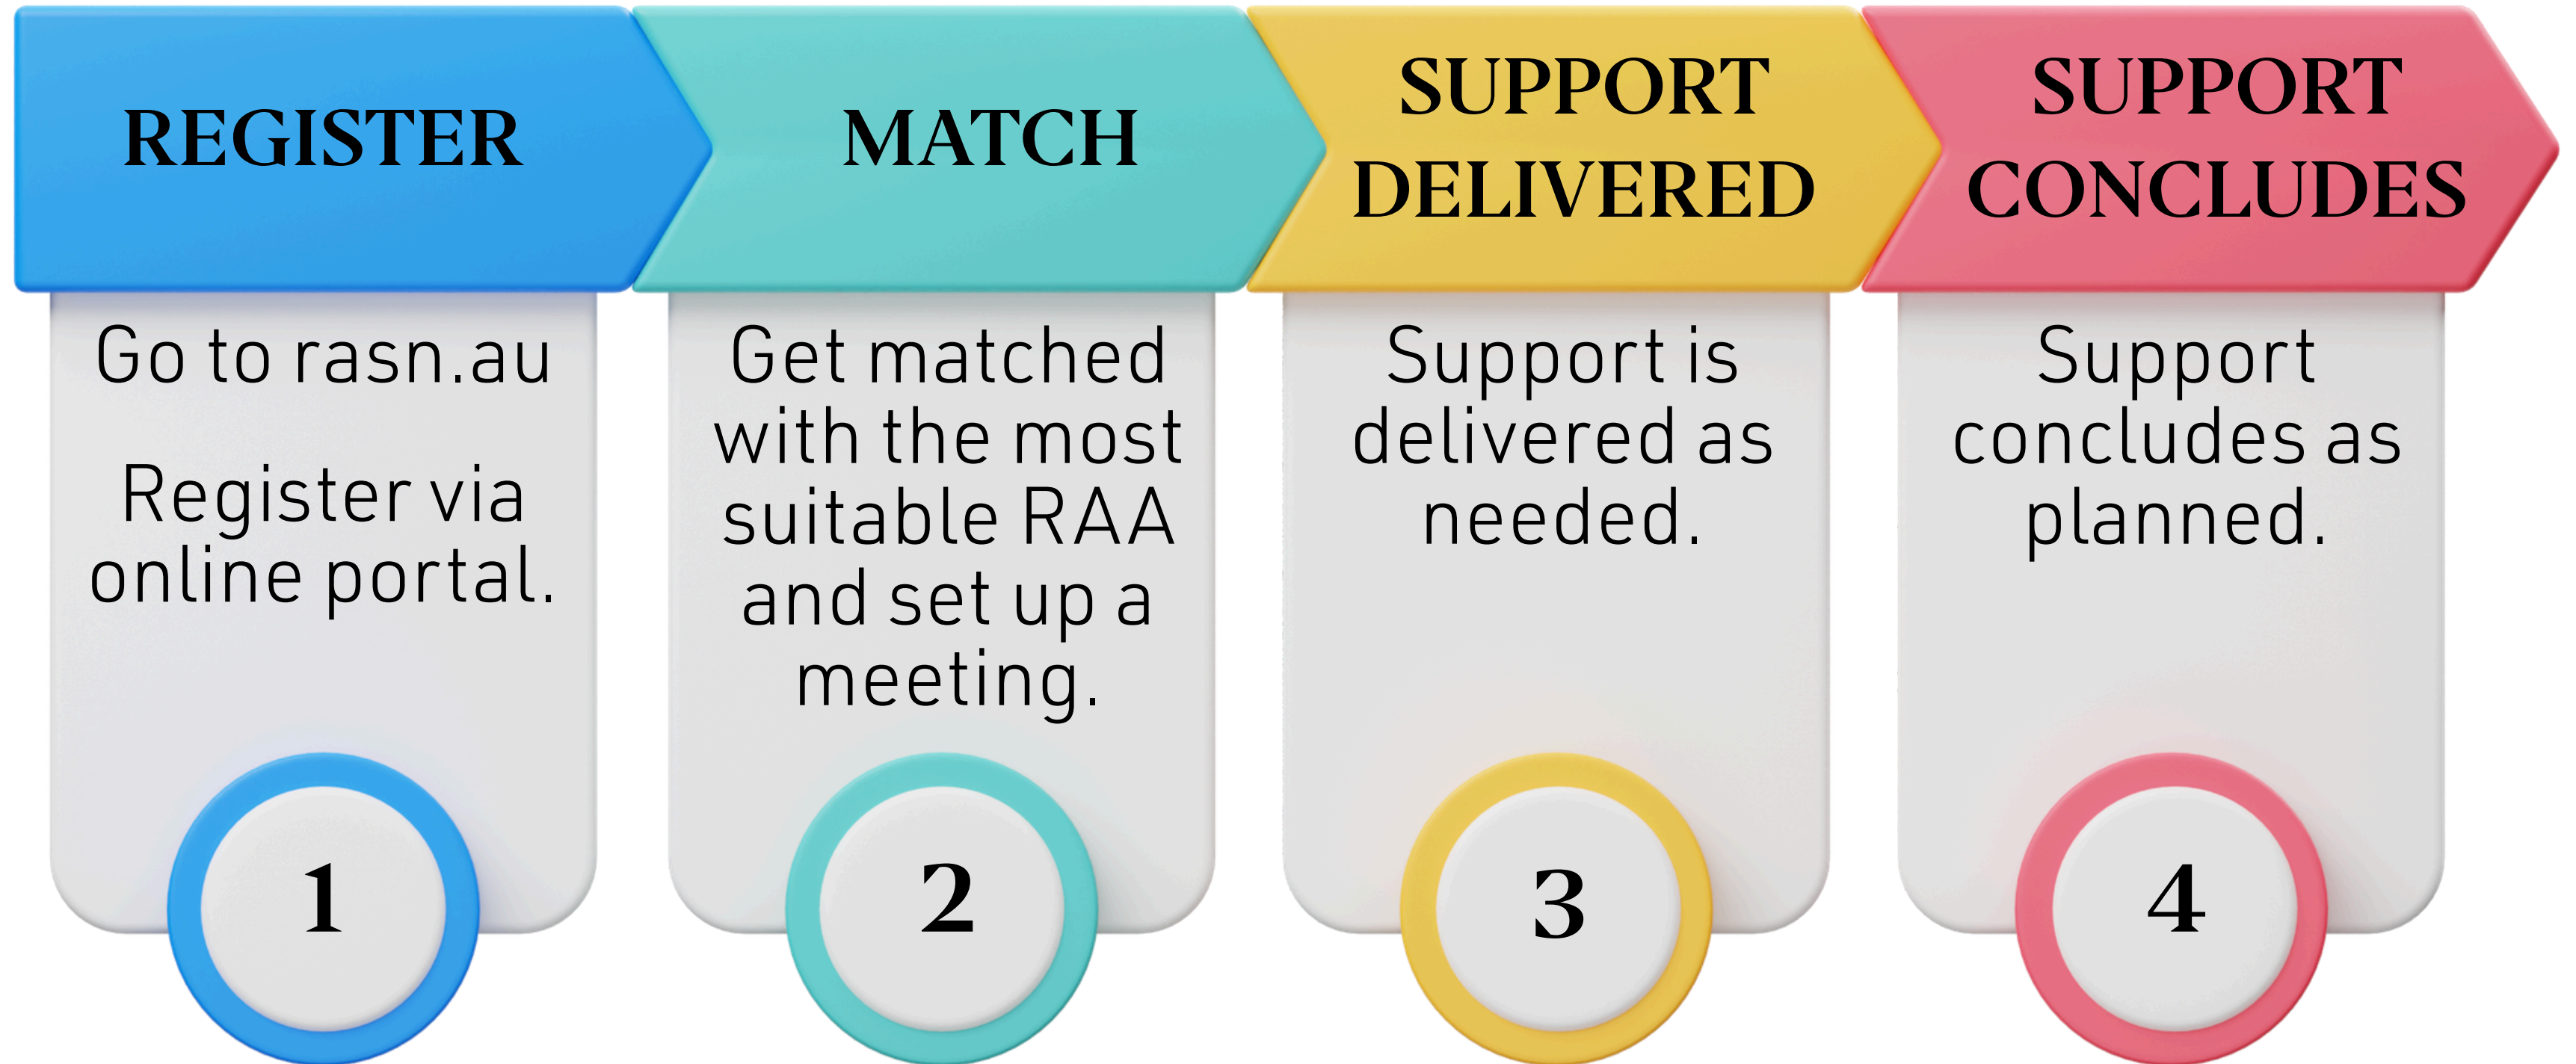 REGISTER
Go to rasn.au
Register via
online portal.
1
MATCH
Get matched
with the most
suitable RAA
and set up a
meeting.
2
SUPPORT
DELIVERED
Support is
delivered as
needed.
3
SUPPORT
CONCLUDES
Support
concludes as
planned.
4